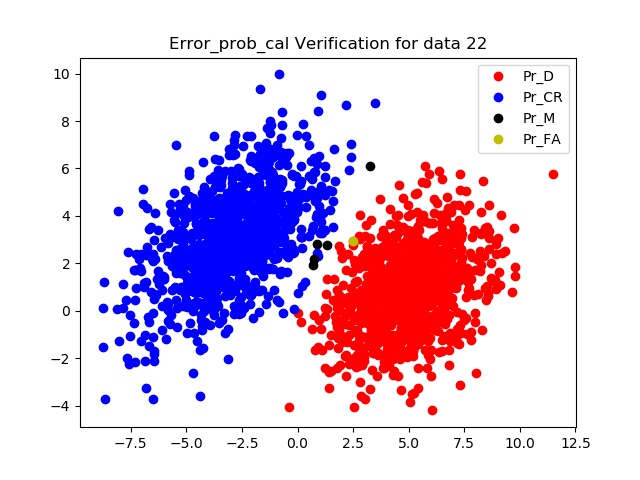 Error_prob_cal Verification for data 22
Pr_D
Pr_CR
Pr_M
Pr_FA
10
8
6
4
2
0
−2
−4
−7.5 −5.0 −2.5 0.0 2.5 5.0 7.5 10.0 12.5